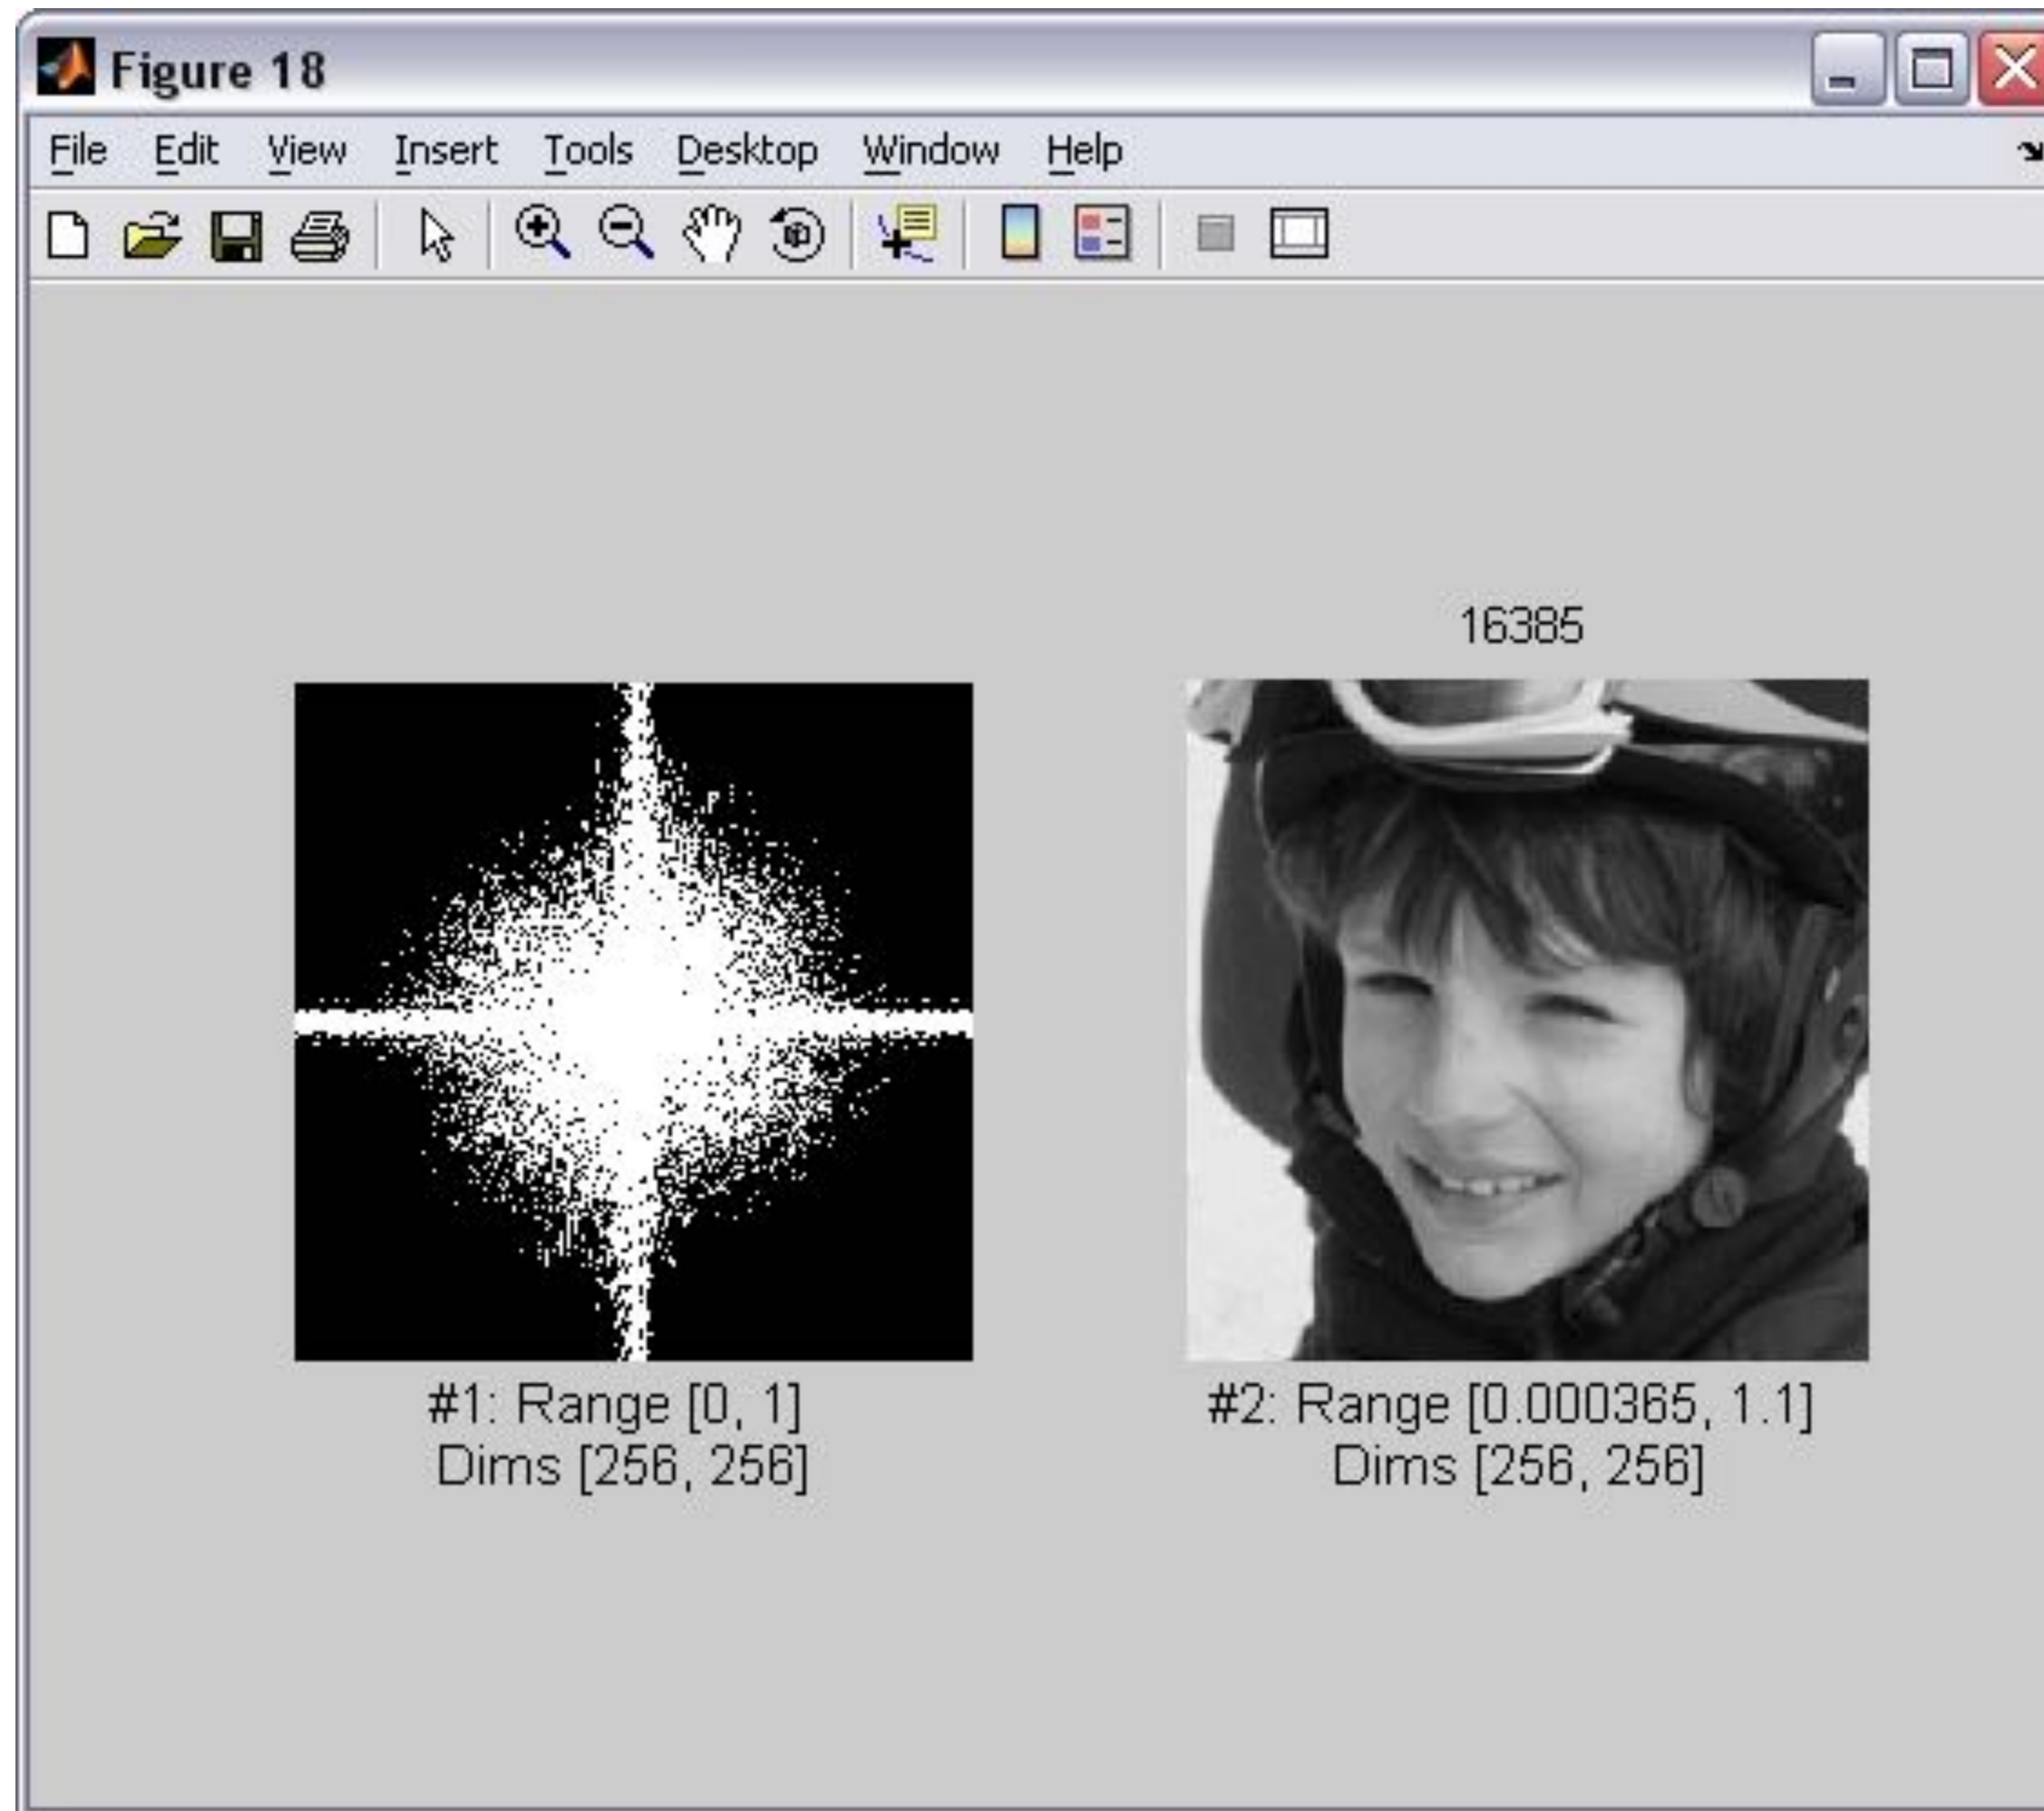 Figure 18
File Edit View Insert Tools Desktop Window Help
16385
#1: Range [0, 1]
Dims [256, 256]
#2: Range [0.000365, 1.1]
Dims [256, 256]